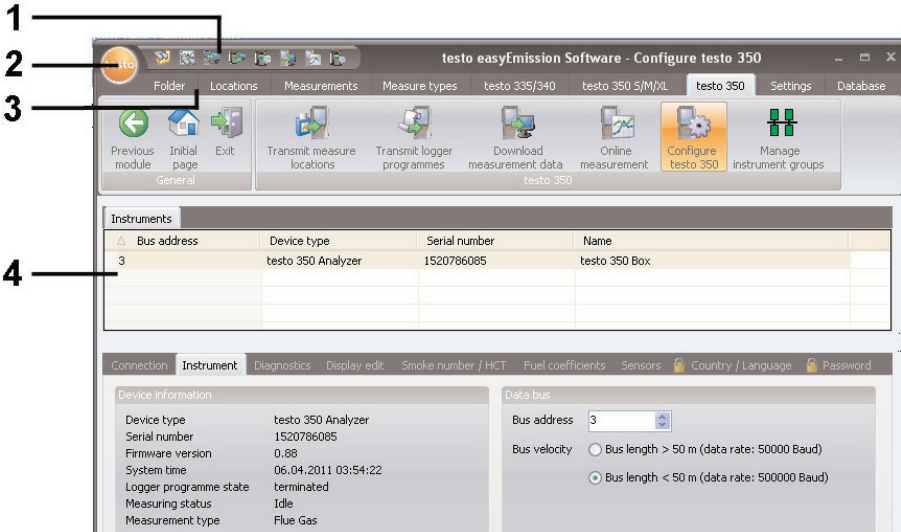 1
2
3
4
testo
testo easyEmission Software - Configure testo 350
Folder Locations Measurements Measure types testo 335/340 testo 350 S/M/XL testo 350 Settings Database
Previous module
Initial page
Exit
General
Transmit measure locations
Transmit logger programmes
Download measurement data
Online measurement
Configure testo 350
Manage instrument groups
testo 350
Instruments
Bus address Device type Serial number Name
3 testo 350 Analyzer 1520786085 testo 350 Box
Connection Instrument Diagnostics Display edit Smoke number / HCT Fuel coefficients Sensors Country / Language Password
Device information
Device type testo 350 Analyzer
Serial number 1520786085
Firmware version 0.88
System time 06.04.2011 03:54:22
Logger programme state terminated
Measuring status Idle
Measurement type Flue Gas
Data bus
Bus address 3
Bus velocity Bus length > 50 m (data rate: 50000 Baud)
Bus length < 50 m (data rate: 500000 Baud)